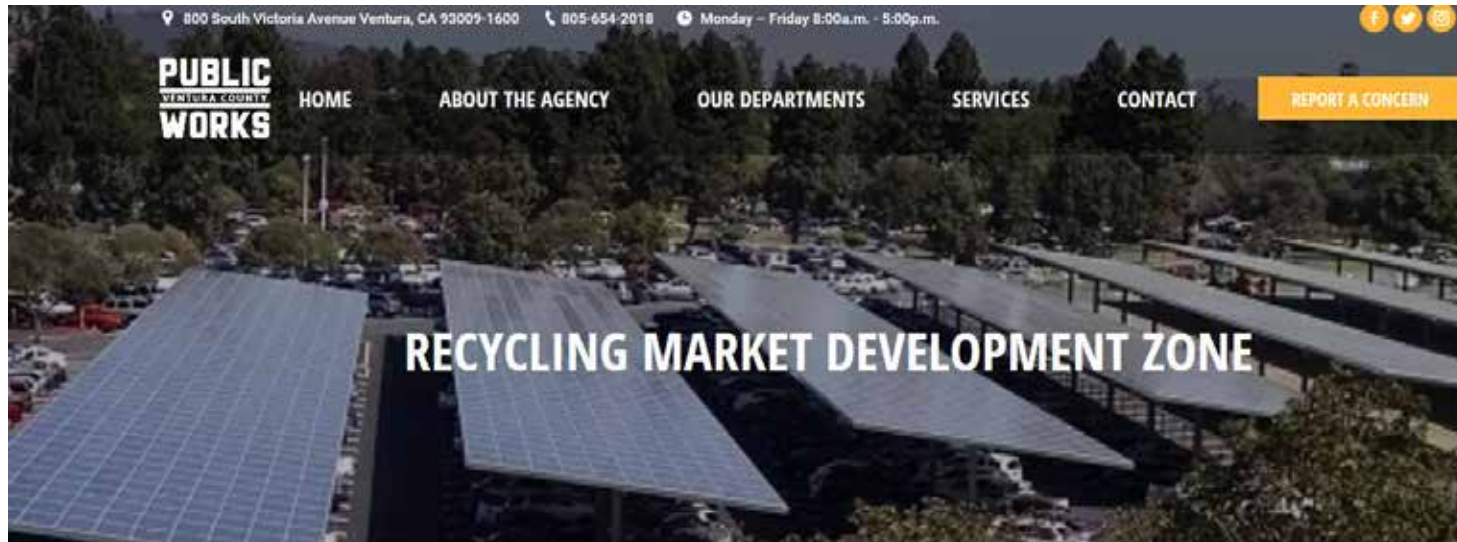 800 South Victoria Avenue Ventura, CA 93009-1600 805-654-2018 Monday – Friday 8:00a.m. - 5:00p.m.
PUBLIC
VENTURA COUNTY
WORKS
HOME ABOUT THE AGENCY OUR DEPARTMENTS SERVICES CONTACT REPORT A CONCERN
RECYCLING MARKET DEVELOPMENT ZONE